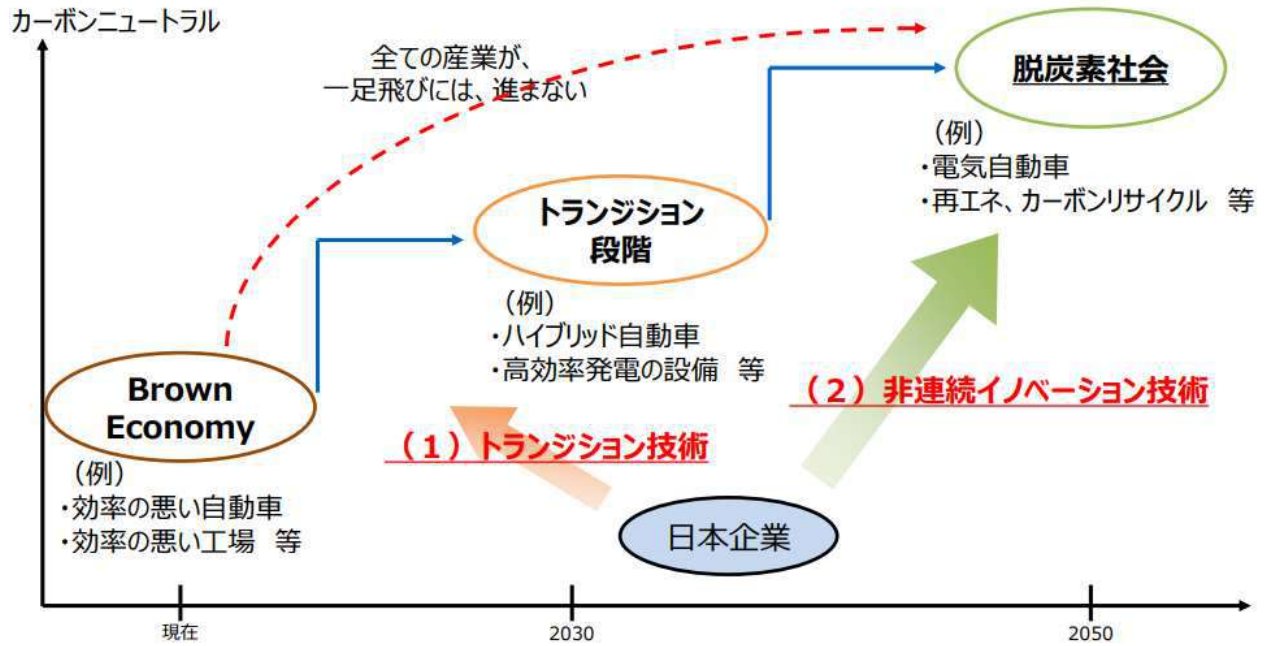 カーボンニュートラル
全ての産業が、
一足飛びには、進まない
脱炭素社会
（例）
・電気自動車
・再エネ、カーボンリサイクル　等
トランジション
段階
（例）
・ハイブリッド自動車
・高効率発電の設備　等
Brown
Economy
（例）
・効率の悪い自動車
・効率の悪い工場　等
（１）トランジション技術
（２）非連続イノベーション技術
日本企業
現在
2030
2050